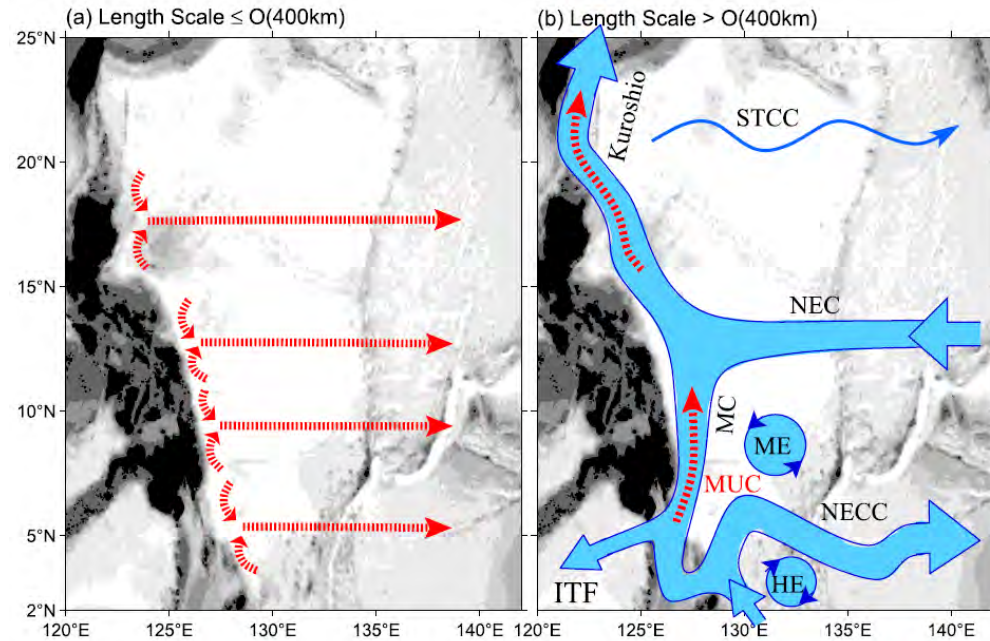 (a) Length Scale ≤ O(400km)
(b) Length Scale > O(400km)
25°N
20°N
15°N
10°N
5°N
2°N
120°E
125°E
130°E
135°E
140°E
Kuroshio
STCC
NEC
MC
ME
MUC
NECC
HE
ITF
120°E
125°E
130°E
135°E
140°E